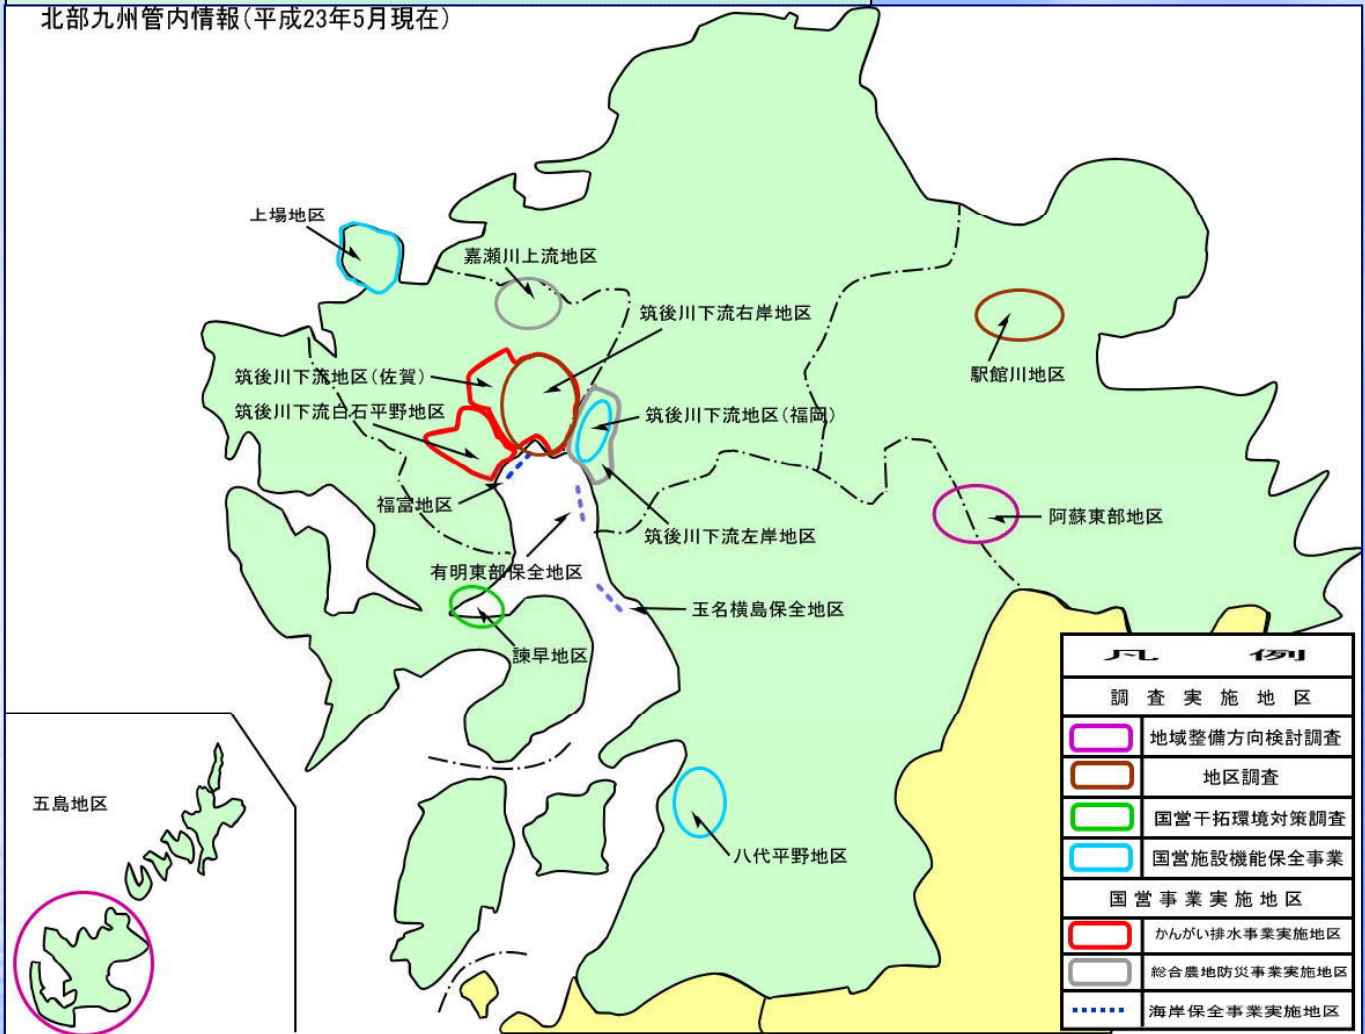 北部九州管内情報(平成23年5月現在)
上場地区
嘉瀬川上流地区
筑後川下流右岸地区
駅館川地区
筑後川下流地区(佐賀)
筑後川下流白石平野地区
筑後川下流地区(福岡)
福富地区
筑後川下流左岸地区
阿蘇東部地区
有明東部保全地区
玉名横島保全地区
諫早地区
五島地区
八代平野地区
凡 例
調査実施地区
地域整備方向検討調査
地区調査
国営干拓環境対策調査
国営施設機能保全事業
国営事業実施地区
かんがい排水事業実施地区
総合農地防災事業実施地区
海岸保全事業実施地区